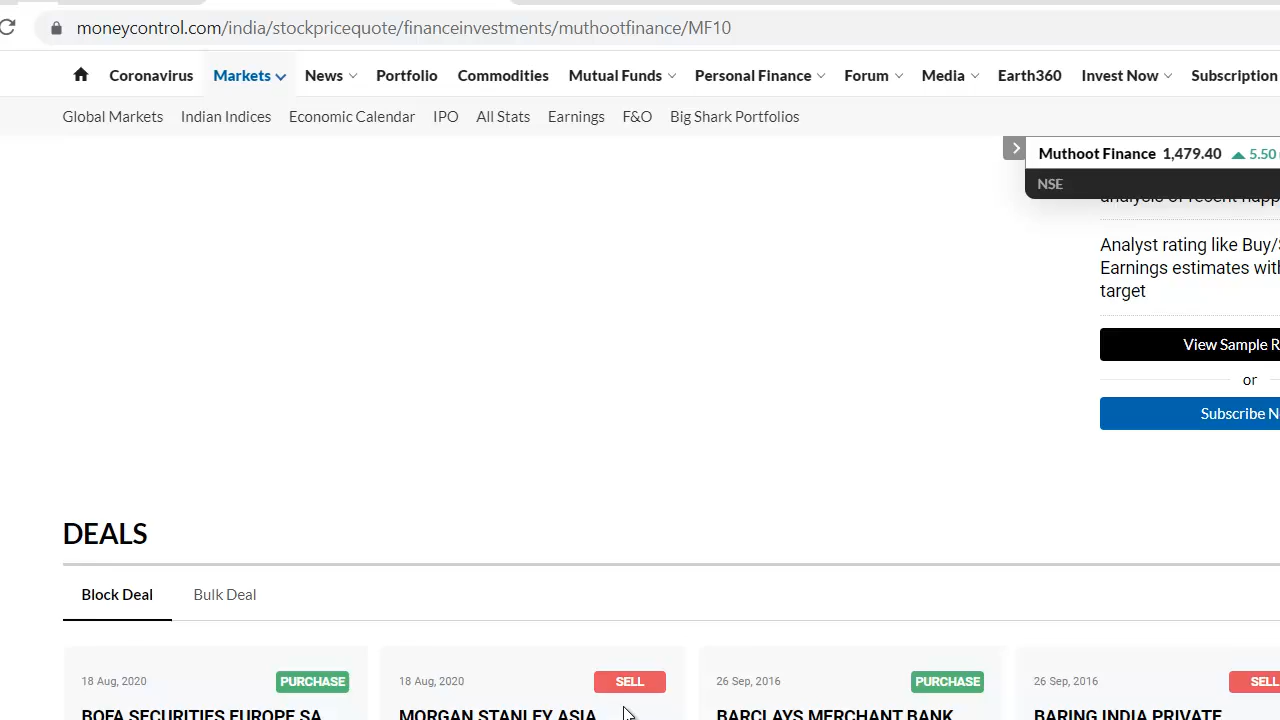 moneycontrol.com/india/stockpricequote/financeinvestments/muthootfinance/MF10
Coronavirus Markets News Portfolio Commodities Mutual Funds Personal Finance Forum Media Earth360 Invest Now Subscription
Global Markets Indian Indices Economic Calendar IPO All Stats Earnings F&O Big Shark Portfolios
Muthoot Finance 1,479.40 5.50
NSE
analysis of recent
Analyst rating like Buy/
Earnings estimates with
target
View Sample R
or
Subscribe N
DEALS
Block Deal Bulk Deal
18 Aug, 2020 PURCHASE 18 Aug, 2020 SELL 26 Sep, 2016 PURCHASE 26 Sep, 2016 SELL
BOFA SECURITIES EUROPE SA MORGAN STANLEY ASIA BARCLAYS MERCHANT BANK BARING INDIA PRIVATE